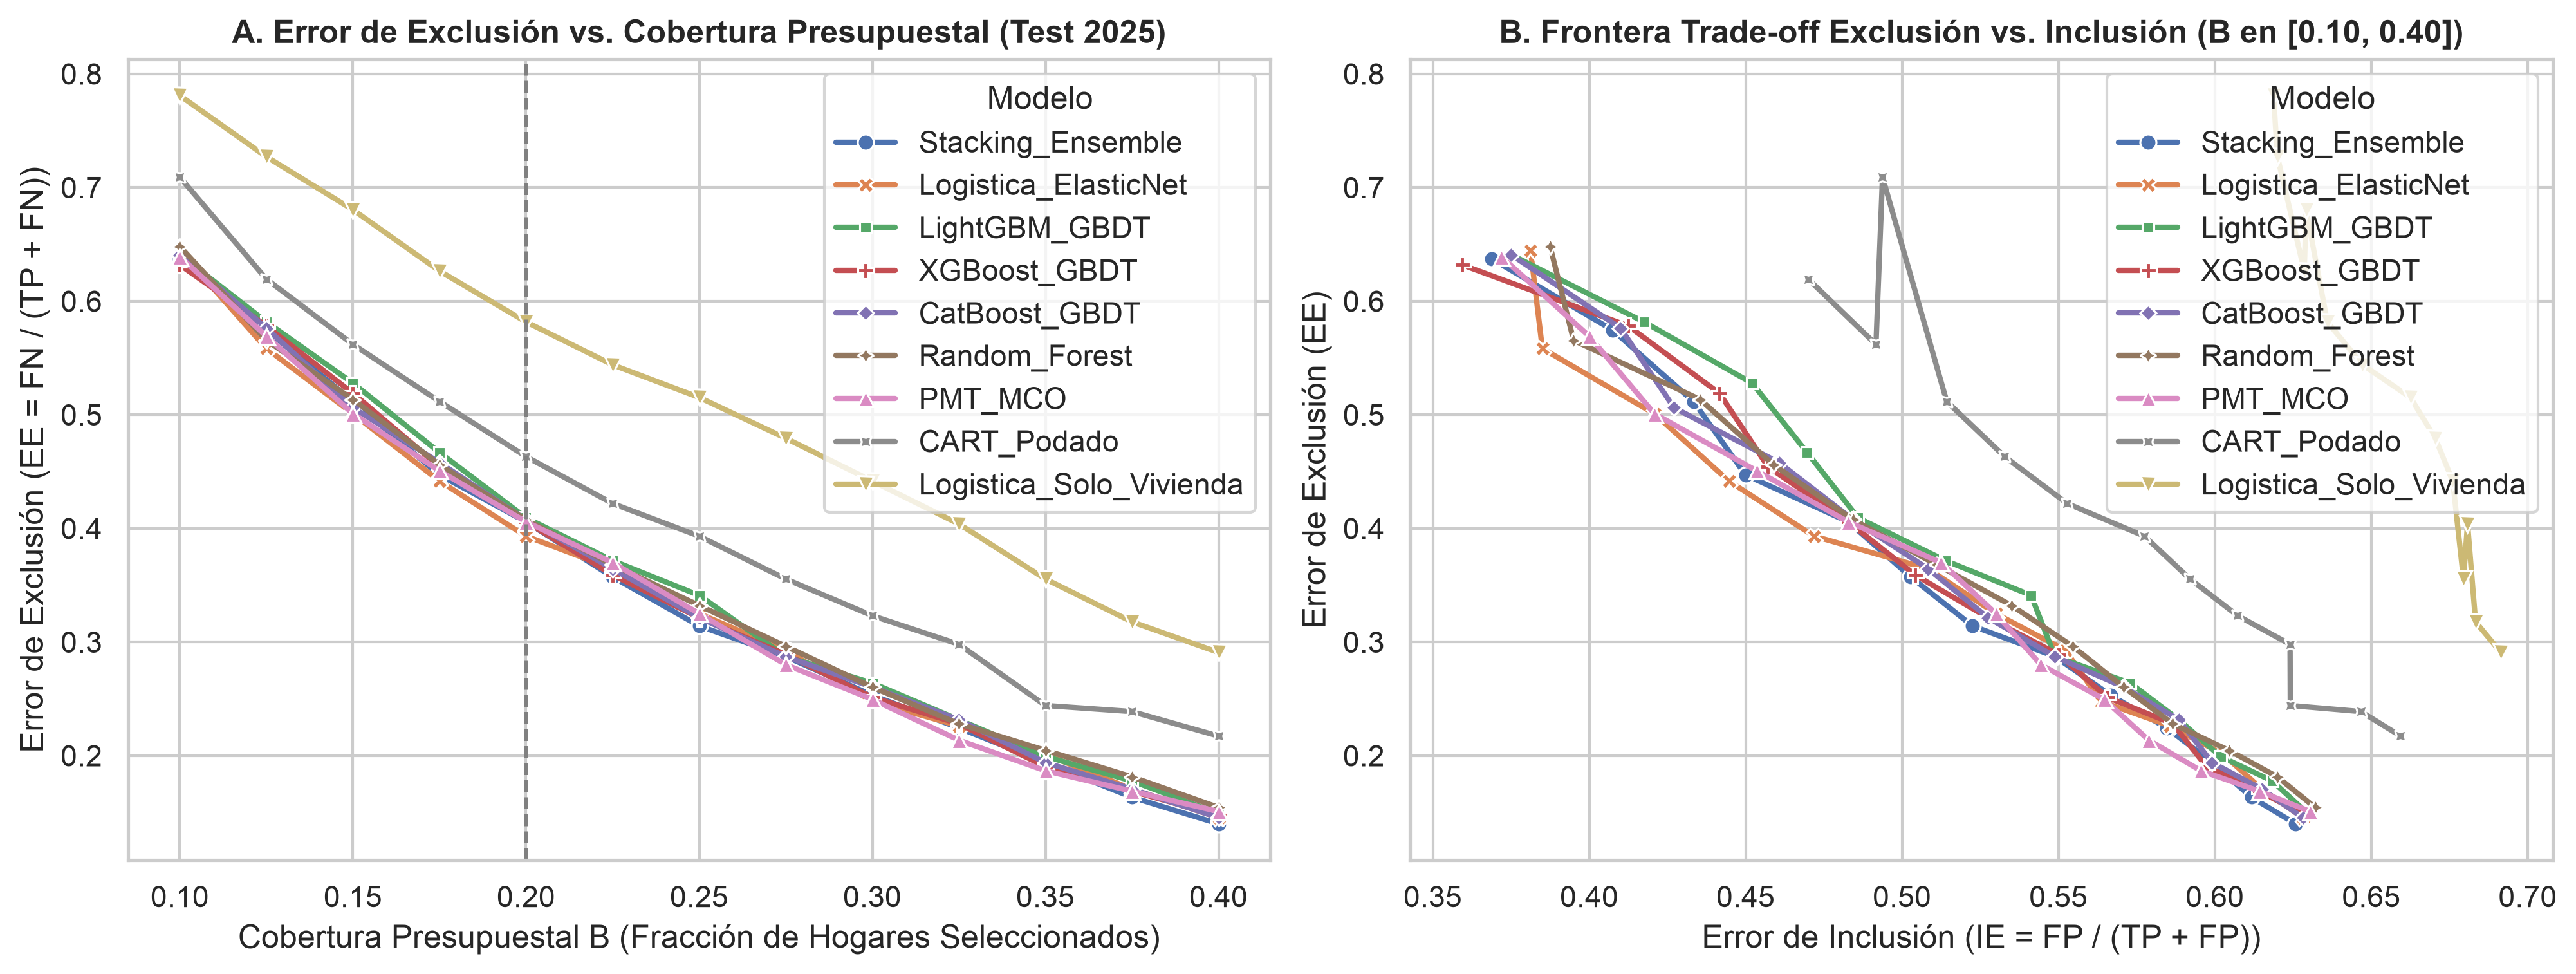 A. Error de Exclusión vs. Cobertura Presupuestal (Test 2025)
Error de Exclusión (EE = FN / (TP + FN))
0.8
0.7
0.6
0.5
0.4
0.3
0.2
Modelo
Stacking_Ensemble
Logistica_ElasticNet
LightGBM_GBDT
XGBoost_GBDT
CatBoost_GBDT
Random_Forest
PMT_MCO
CART_Podado
Logistica_Solo_Vivienda
0.10 0.15 0.20 0.25 0.30 0.35 0.40
Cobertura Presupuestal B (Fracción de Hogares Seleccionados)
B. Frontera Trade-off Exclusión vs. Inclusión (B en [0.10, 0.40])
Error de Exclusión (EE)
0.8
0.7
0.6
0.5
0.4
0.3
0.2
Modelo
Stacking_Ensemble
Logistica_ElasticNet
LightGBM_GBDT
XGBoost_GBDT
CatBoost_GBDT
Random_Forest
PMT_MCO
CART_Podado
Logistica_Solo_Vivienda
0.35 0.40 0.45 0.50 0.55 0.60 0.65 0.70
Error de Inclusión (IE = FP / (TP + FP))